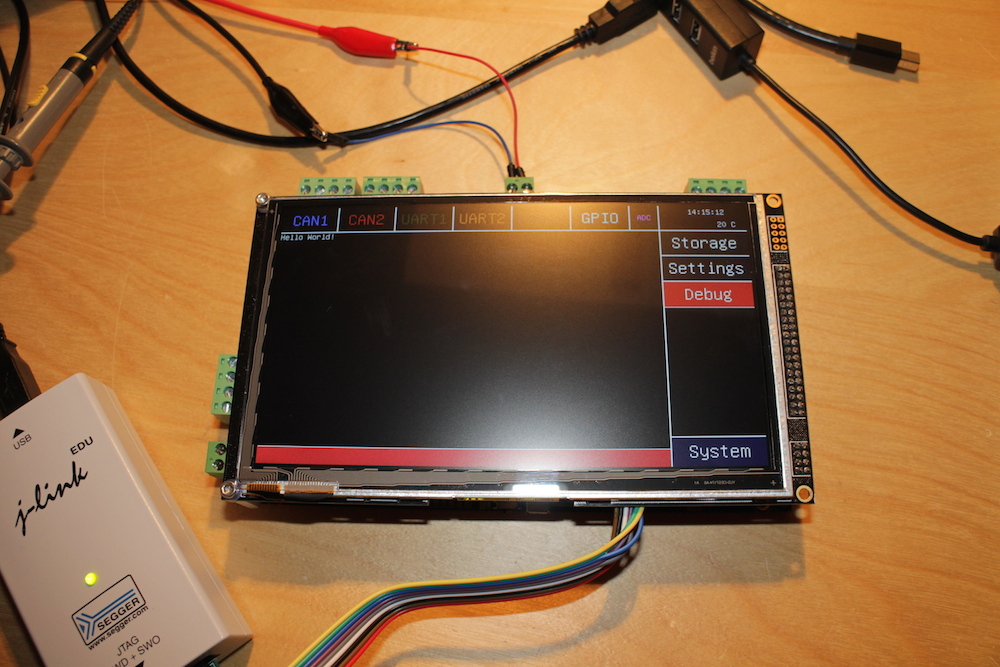 CAN1 CAN2 UART1 UART2 GPIO ADC
14:15:12
20 C
Hello World!
Storage
Settings
Debug
System
USB
EDU
j-link
SEGGER
www.segger.com
JTAG
SWO